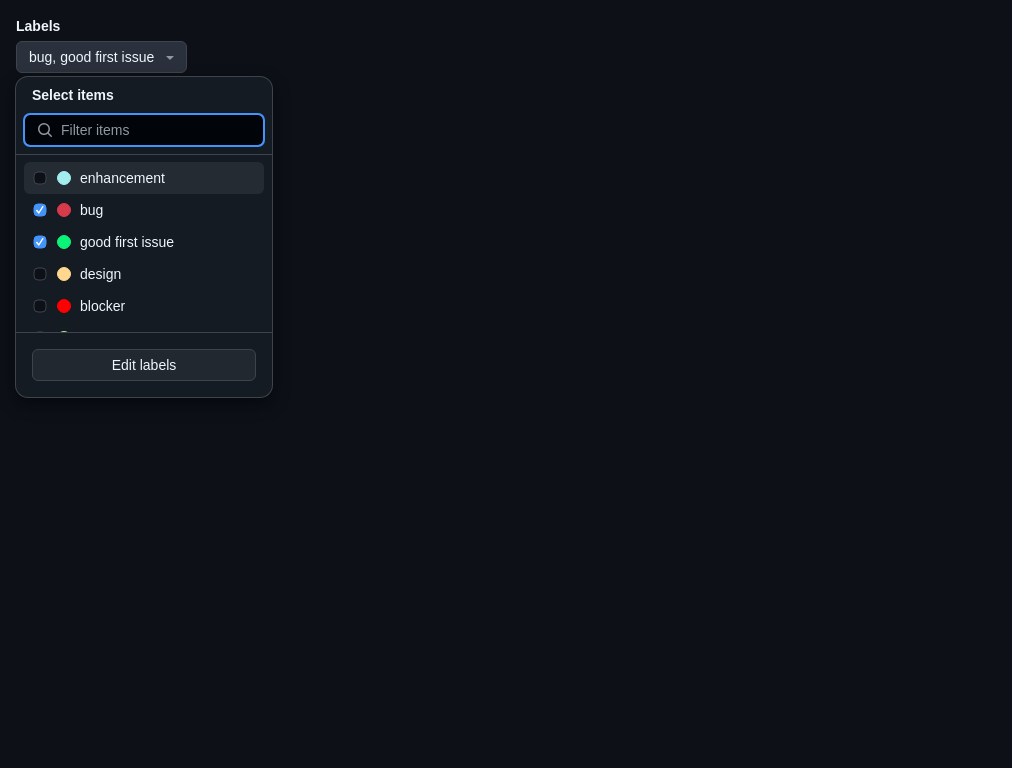 Labels
bug, good first issue
Select items
Filter items
enhancement
bug
good first issue
design
blocker
Edit labels